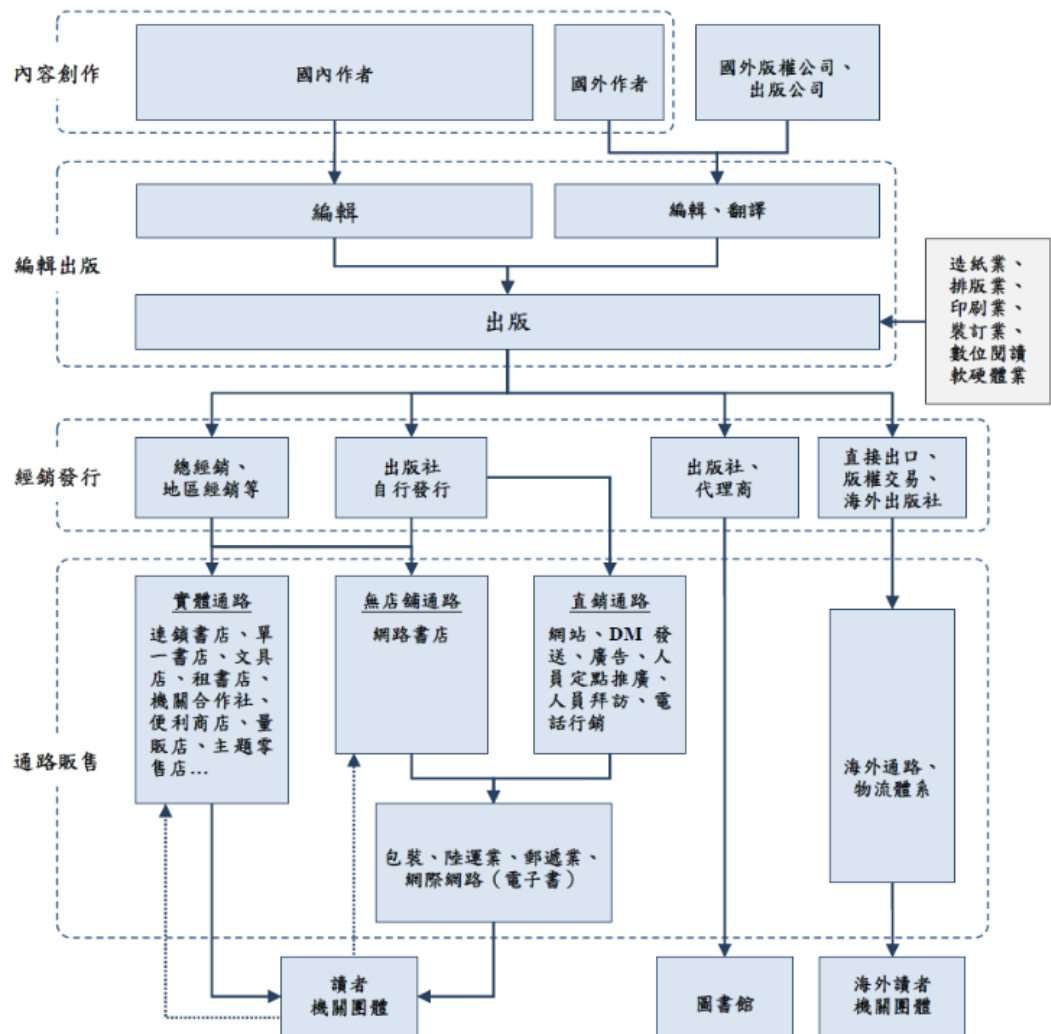 內容創作
國內作者
國外作者
國外版權公司、
出版公司
編輯出版
編輯
編輯、翻譯
出版
造紙業、
排版業、
印刷業、
裝訂業、
數位閱讀
軟硬體業
經銷發行
總經銷、
地區經銷等
出版社
自行發行
出版社、
代理商
直接出口、
版權交易、
海外出版社
通路販售
實體通路
連鎖書店、單
一書店、文具
店、租書店、
機關合作社、
便利商店、量
販店、主題零
售店…
無店舖通路
網路書店
直銷通路
網站、DM 發
送、廣告、人
員定點推廣、
人員拜訪、電
話行銷
包裝、陸運業、郵遞業、
網際網路（電子書）
海外通路、
物流體系
讀者
機關團體
圖書館
海外讀者
機關團體